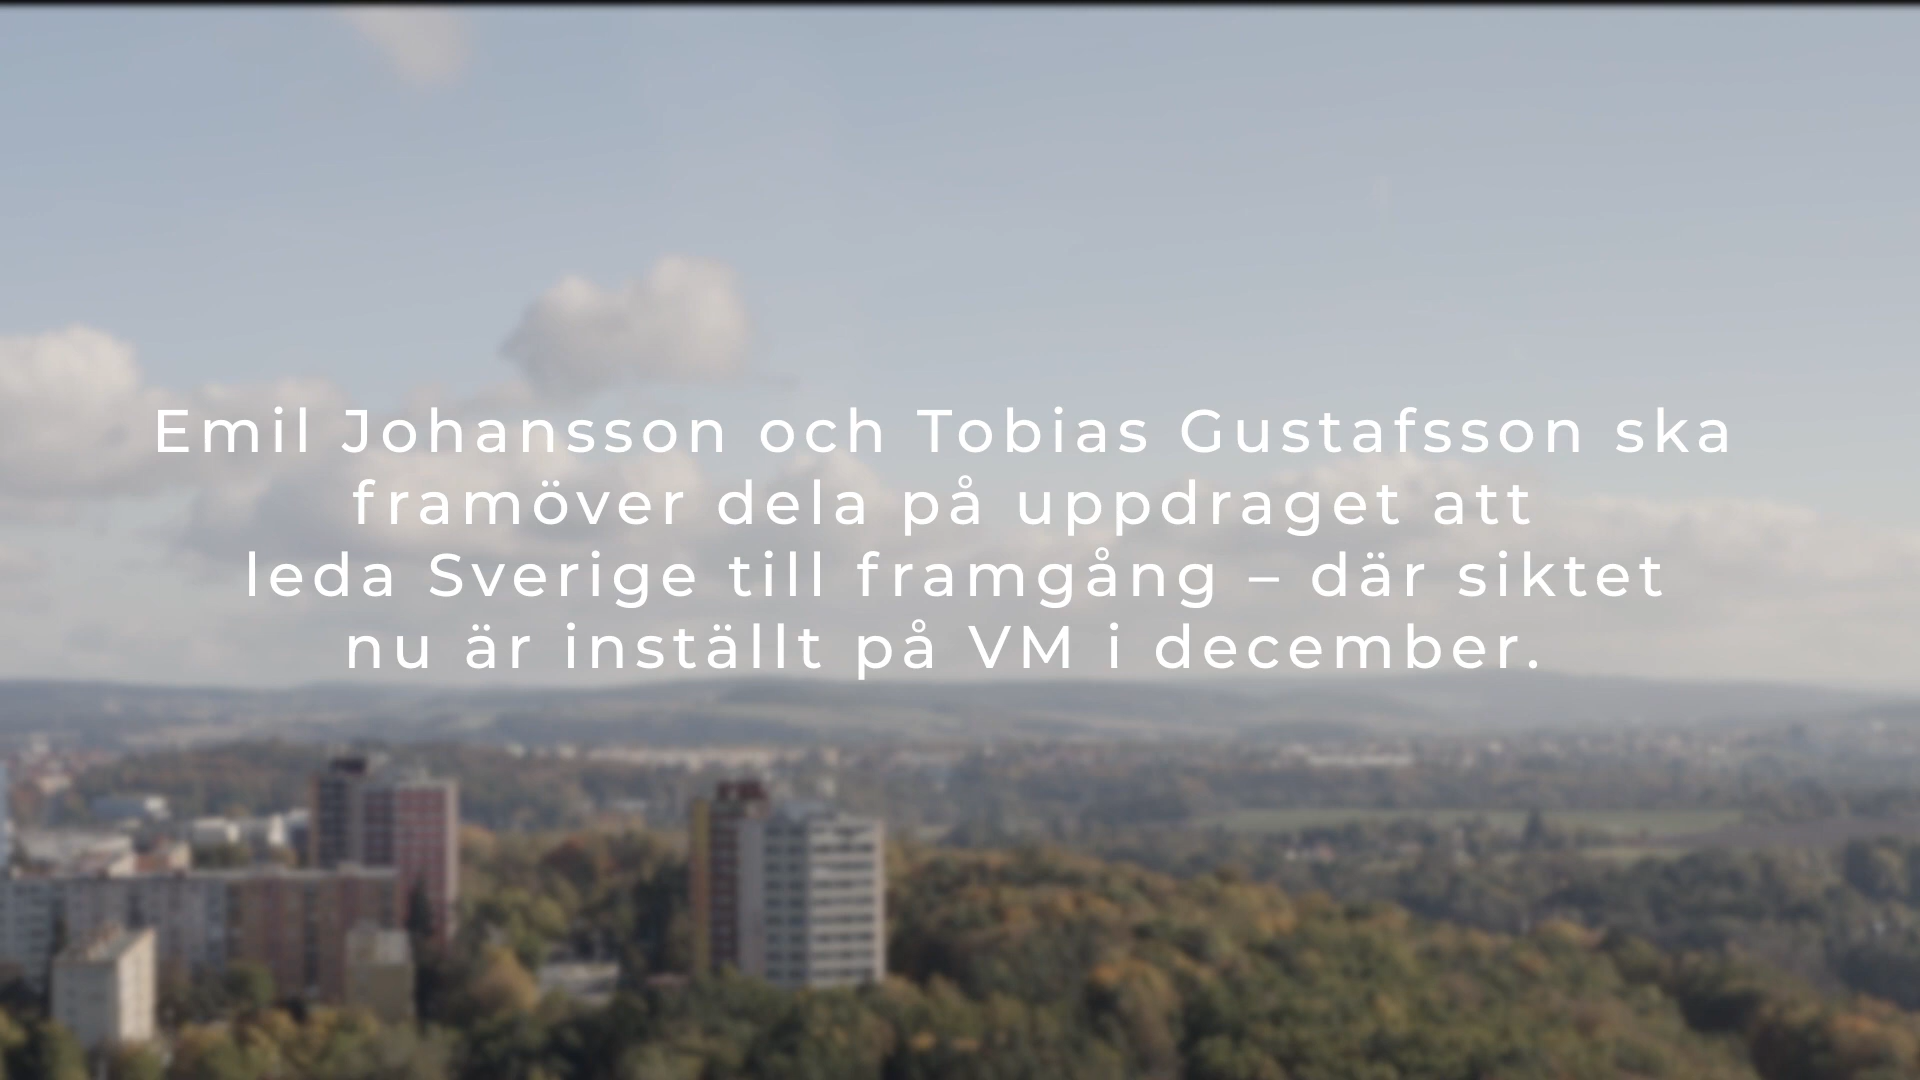 Emil Johansson och Tobias Gustafsson ska
framöver dela på uppdraget att
leda Sverige till framgång – där siktet
nu är inställt på VM i december.